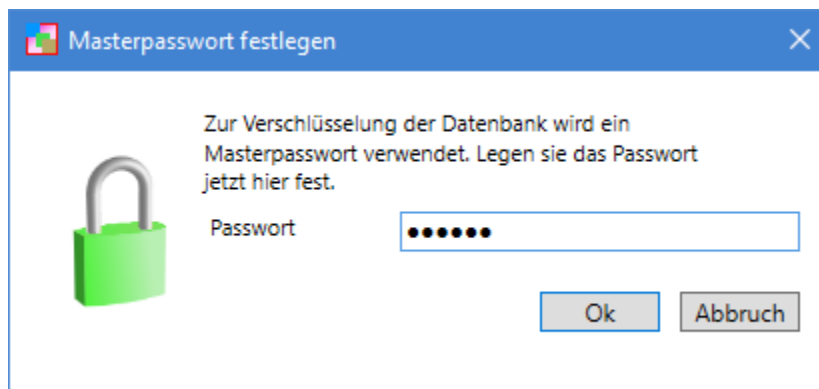 Masterpasswort festlegen
Zur Verschlüsselung der Datenbank wird ein
Masterpasswort verwendet. Legen sie das Passwort
jetzt hier fest.
Passwort ●●●●●●
Ok Abbruch